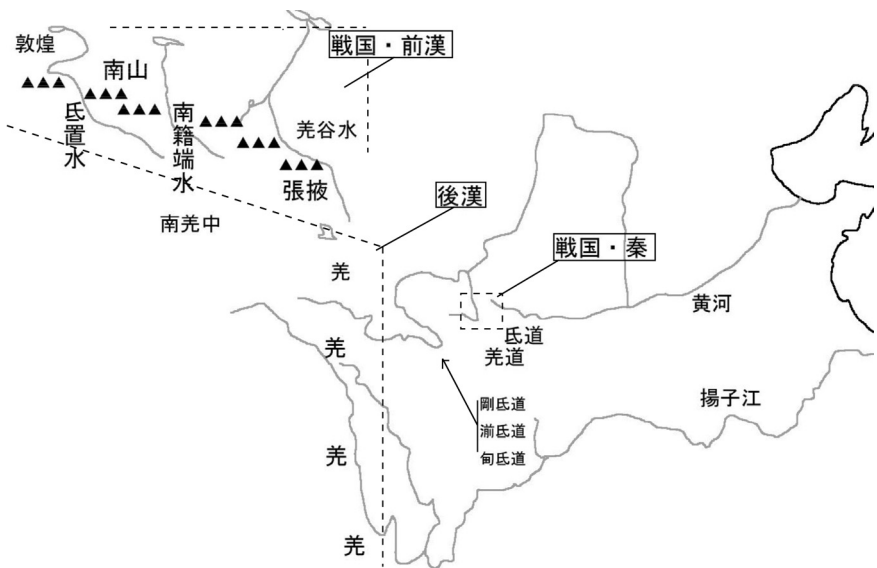 敦煌
南山
戦国・前漢
氐置水
南籍端水
羌谷水
張掖
後漢
南羌中
羌
戦国・秦
黄河
氐道
羌道
羌
剛氐道
揚子江
湔氐道
甸氐道
羌
羌